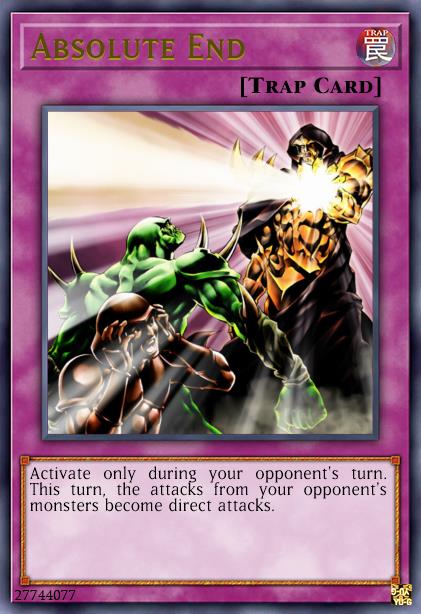 Absolute End
TRAP
罠
[Trap Card]
Activate only during your opponent's turn.
This turn, the attacks from your opponent's
monsters become direct attacks.
27744077